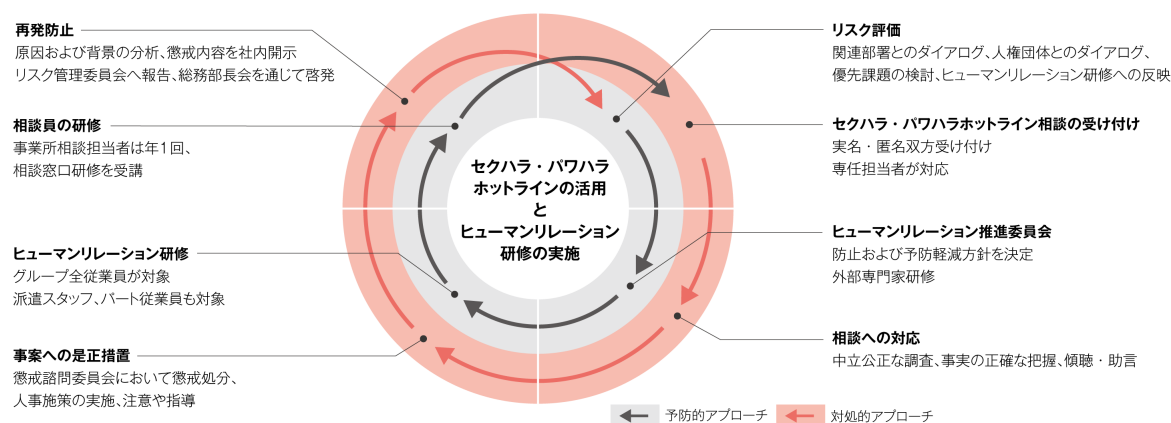 再発防止
原因および背景の分析、懲戒内容を社内開示
リスク管理委員会へ報告、総務部長会を通じて啓発
相談員の研修
事業所相談担当者は年1回、
相談窓口研修を受講
ヒューマンリレーション研修
グループ全従業員が対象
派遣スタッフ、パート従業員も対象
事案への是正措置
懲戒諮問委員会において懲戒処分、
人事施策の実施、注意や指導
セクハラ・パワハラ
ホットラインの活用
と
ヒューマンリレーション
研修の実施
リスク評価
関連部署とのダイアログ、人権団体とのダイアログ、
優先課題の検討、ヒューマンリレーション研修への反映
セクハラ・パワハラホットライン相談の受け付け
実名・匿名双方受け付け
専任担当者が対応
ヒューマンリレーション推進委員会
防止および予防軽減方針を決定
外部専門家研修
相談への対応
中立公正な調査、事実の正確な把握、傾聴・助言
予防的アプローチ
対処的アプローチ